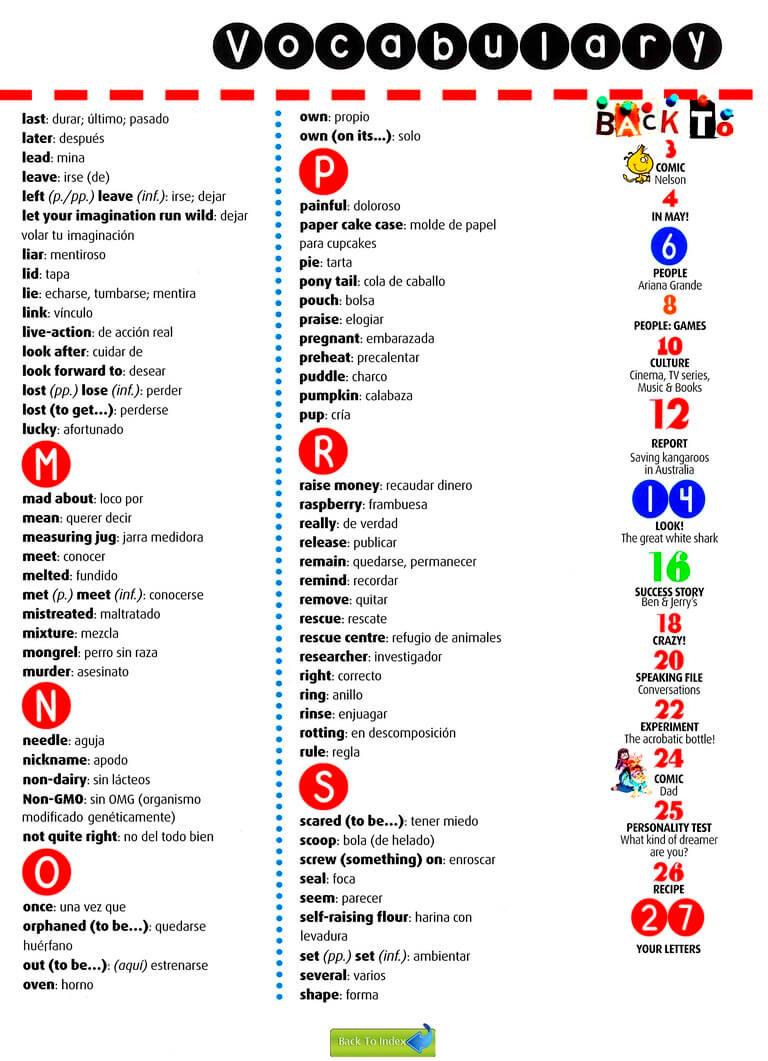 Vocabulary
last: durar; último; pasado
later: después
lead: mina
leave: irse (de)
left (p./pp.) leave (inf.): irse; dejar
let your imagination run wild: dejar
volar tu imaginación
liar: mentiroso
lid: tapa
lie: echarse, tumbarse; mentira
link: vínculo
live-action: de acción real
look after: cuidar de
look forward to: desear
lost (pp.) lose (inf.): perder
lost (to get...): perderse
lucky: afortunado
M
mad about: loco por
mean: querer decir
measuring jug: jarra medidora
meet: conocer
melted: fundido
met (p.) meet (inf.): conocerse
mistreated: maltratado
mixture: mezcla
mongrel: perro sin raza
murder: asesinato
N
needle: aguja
nickname: apodo
non-dairy: sin lácteos
Non-GMO: sin OMG (organismo
modificado genéticamente)
not quite right: no del todo bien
O
once: una vez que
orphaned (to be...): quedarse
huérfano
out (to be...): (aquí) estrenarse
oven: horno
own: propio
own (on its...): solo
P
painful: doloroso
paper cake case: molde de papel
para cupcakes
pie: tarta
pony tail: cola de caballo
pouch: bolsa
praise: elogiar
pregnant: embarazada
preheat: precalentar
puddle: charco
pumpkin: calabaza
pup: cría
R
raise money: recaudar dinero
raspberry: frambuesa
really: de verdad
release: publicar
remain: quedarse, permanecer
remind: recordar
remove: quitar
rescue: rescate
rescue centre: refugio de animales
researcher: investigador
right: correcto
ring: anillo
rinse: enjuagar
rotting: en descomposición
rule: regla
S
scared (to be...): tener miedo
scoop: bola (de helado)
screw (something) on: enroscar
seal: foca
seem: parecer
self-raising flour: harina con
levadura
set (pp.) set (inf.): ambientar
several: varios
shape: forma
BACK TO
3
COMIC
Nelson
4
IN MAY!
6
PEOPLE
Ariana Grande
8
PEOPLE: GAMES
10
CULTURE
Cinema, TV series,
Music & Books
12
REPORT
Saving kangaroos
in Australia
14
LOOK!
The great white shark
16
SUCCESS STORY
Ben & Jerry's
18
CRAZY!
20
SPEAKING FILE
Conversations
22
EXPERIMENT
The acrobatic bottle!
24
COMIC
Dad
25
PERSONALITY TEST
What kind of dreamer
are you?
26
RECIPE
27
YOUR LETTERS
Back To Index